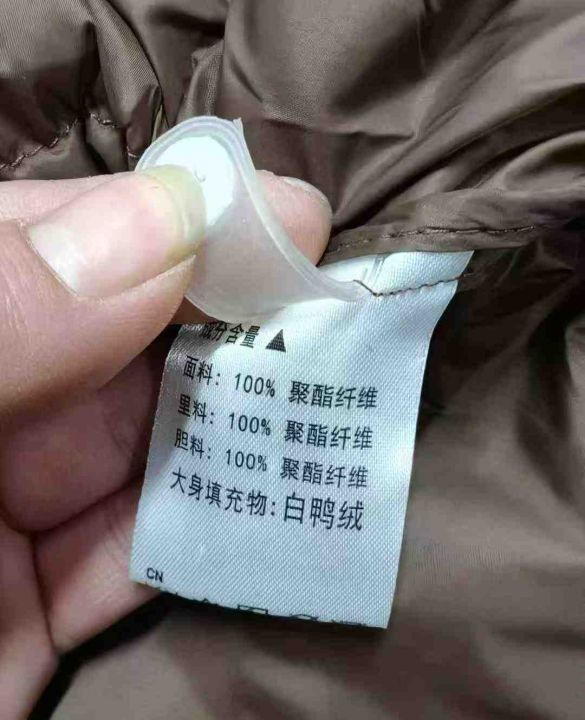 成分含量▲
面料: 100% 聚酯纤维
里料: 100% 聚酯纤维
胆料: 100% 聚酯纤维
大身填充物: 白鸭绒
CN